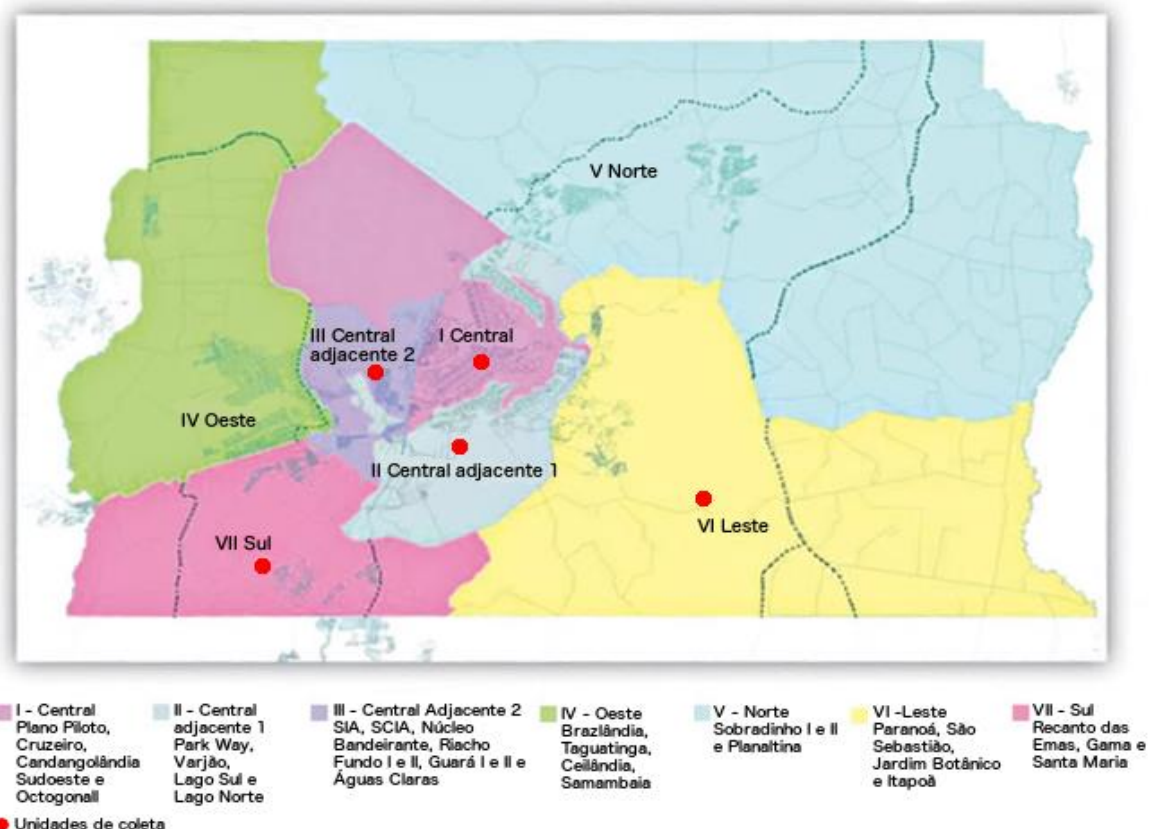 V Norte
III Central
adjacente 2
I Central
IV Oeste
II Central adjacente 1
VI Leste
VII Sul
I - Central
Plano Piloto,
Cruzeiro,
Candangolândia
Sudoeste e
Octogonall
II - Central
adjacente 1
Park Way,
Varjão,
Lago Sul e
Lago Norte
III - Central Adjacente 2
SIA, SCIA, Núcleo
Bandeirante, Riacho
Fundo I e II, Guará I e II e
Águas Claras
IV - Oeste
Brazlândia,
Taguatinga,
Ceilândia,
Samambaia
V - Norte
Sobradinho I e II
e Planaltina
VI -Leste
Paranoá, São
Sebastião,
Jardim Botânico
e Itapoã
VII - Sul
Recanto das
Emas, Gama e
Santa Maria
Unidades de coleta